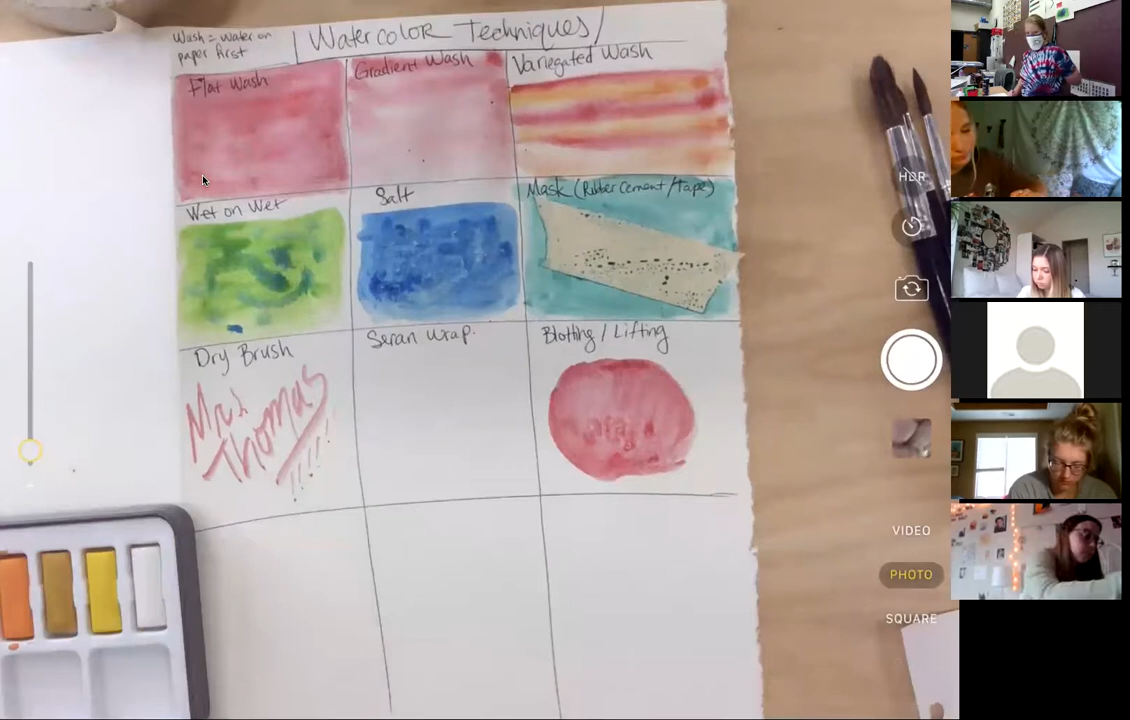 Wash = Water on
paper first
Watercolor Techniques
Flat Wash
Gradient Wash
Variegated Wash
Wet on Wet
Salt
Mask (Rubber Cement/Tape)
Dry Brush
Seran Wrap.
Blotting / Lifting
Mrs
Thomas
HDR
VIDEO
PHOTO
SQUARE